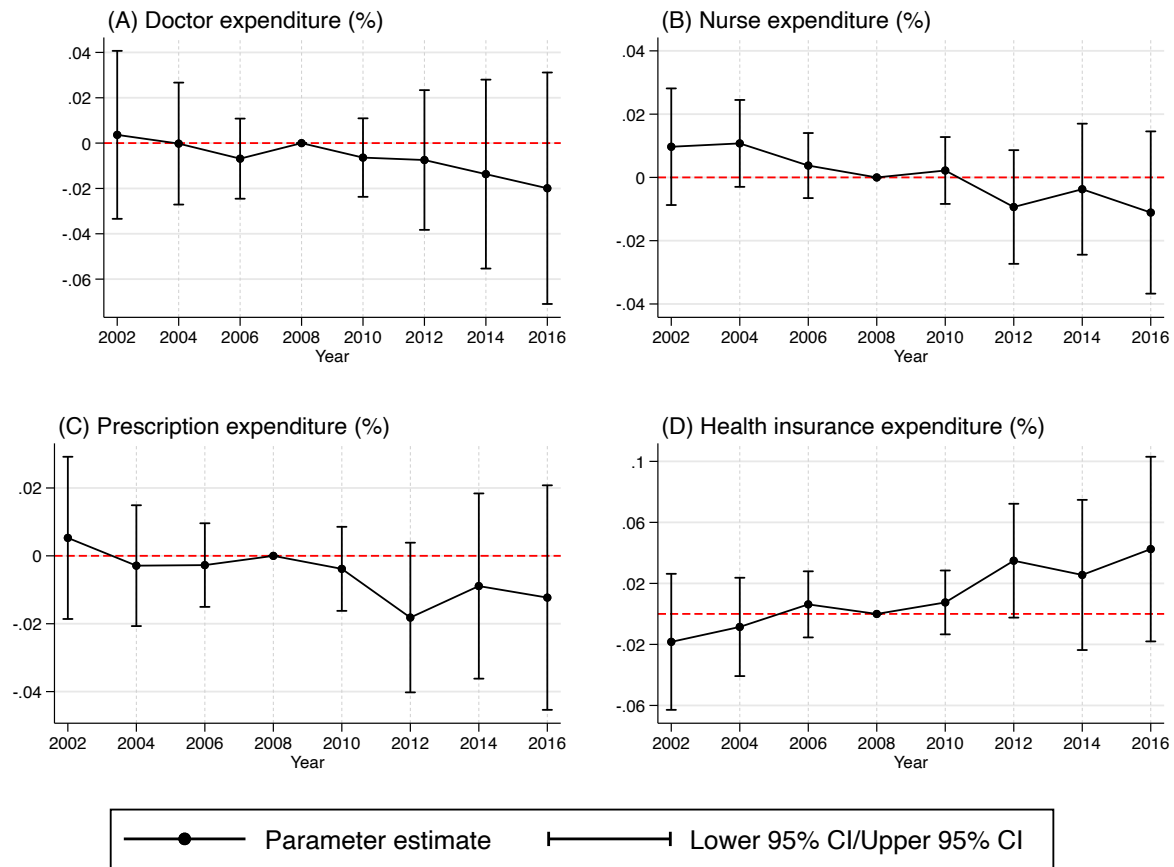 (A) Doctor expenditure (%)
.04
.02
0
-.02
-.04
-.06
2002 2004 2006 2008 2010 2012 2014 2016
Year
(B) Nurse expenditure (%)
.04
.02
0
-.02
-.04
2002 2004 2006 2008 2010 2012 2014 2016
Year
(C) Prescription expenditure (%)
.02
0
-.02
-.04
2002 2004 2006 2008 2010 2012 2014 2016
Year
(D) Health insurance expenditure (%)
.1
.06
.02
-.02
-.06
2002 2004 2006 2008 2010 2012 2014 2016
Year
Parameter estimate Lower 95% CI/Upper 95% CI